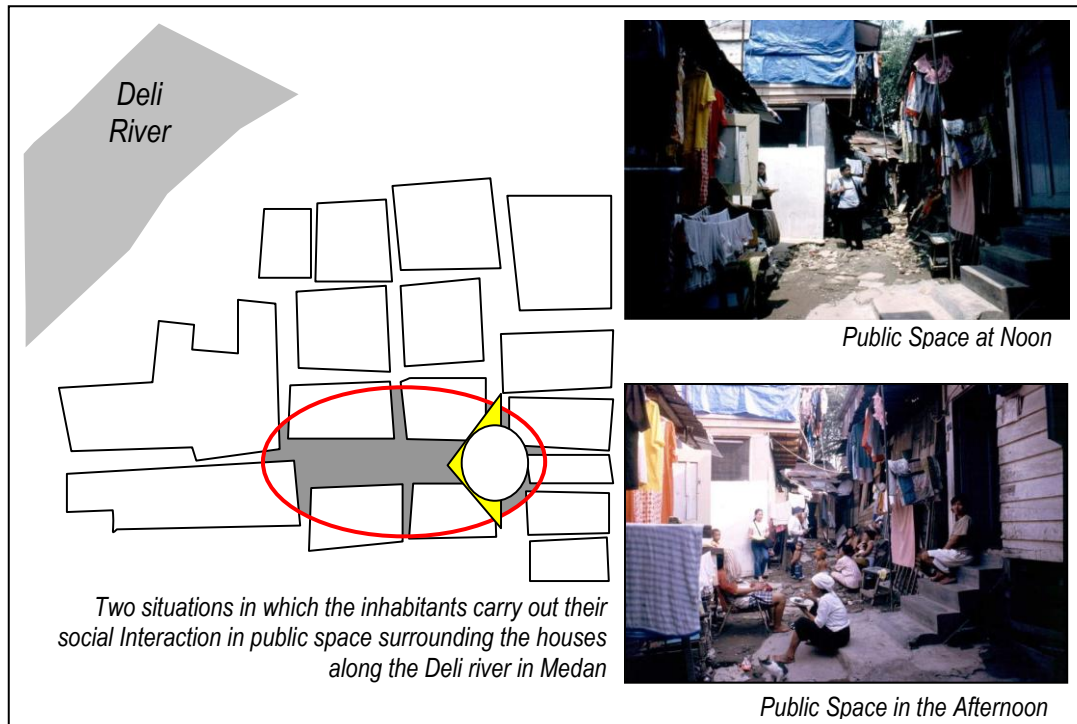 Deli
River
Public Space at Noon
Two situations in which the inhabitants carry out their
social Interaction in public space surrounding the houses
along the Deli river in Medan
Public Space in the Afternoon